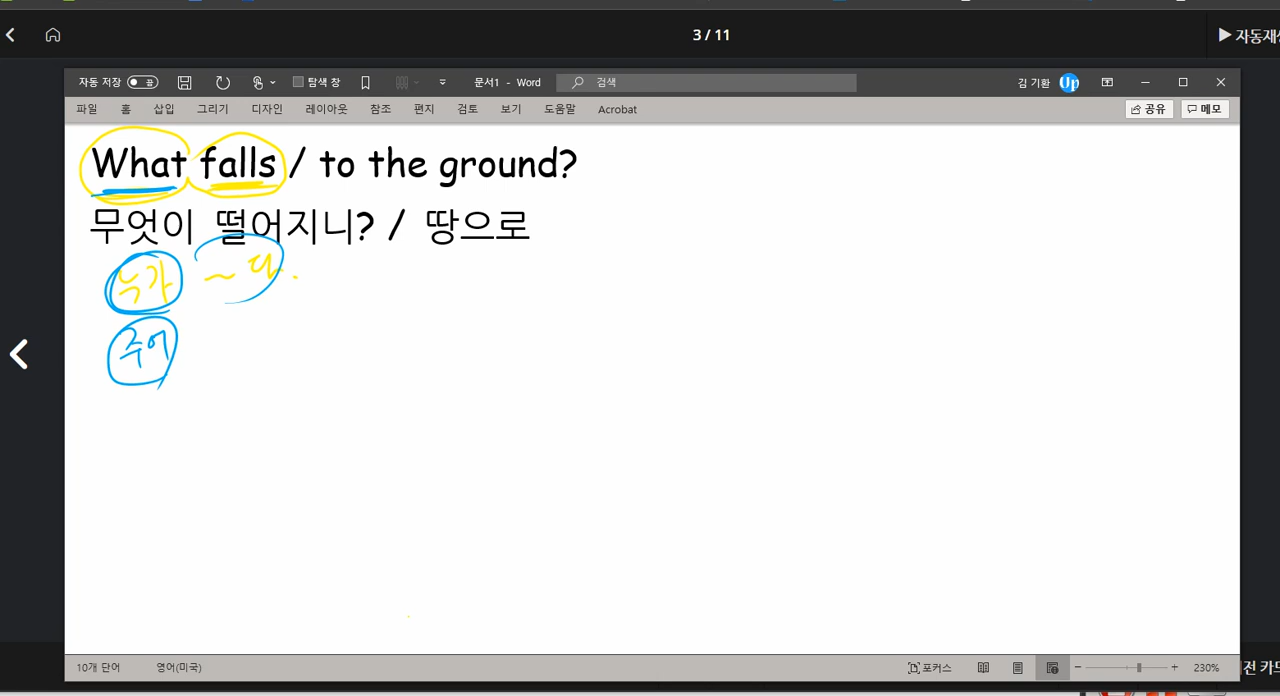 3 / 11
▶ 자동재생
자동 저장 끔 탐색 창 문서1 - Word 검색 김 기환 Up
파일 홈 삽입 그리기 디자인 레이아웃 참조 편지 검토 보기 도움말 Acrobat 공유 메모
What falls / to the ground?
무엇이 떨어지니? / 땅으로
누가 ~ 다.
주어
10개 단어 영어(미국) 포커스 - + 230%